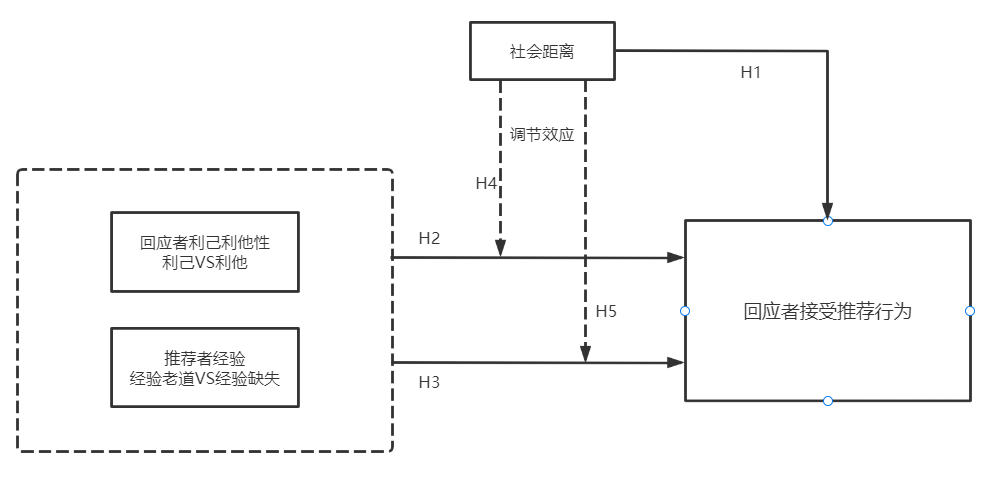 社会距离
H1
调节效应
H4
回应者利己利他性
利己VS利他
H2
H5
回应者接受推荐行为
推荐者经验
经验老道VS经验缺失
H3